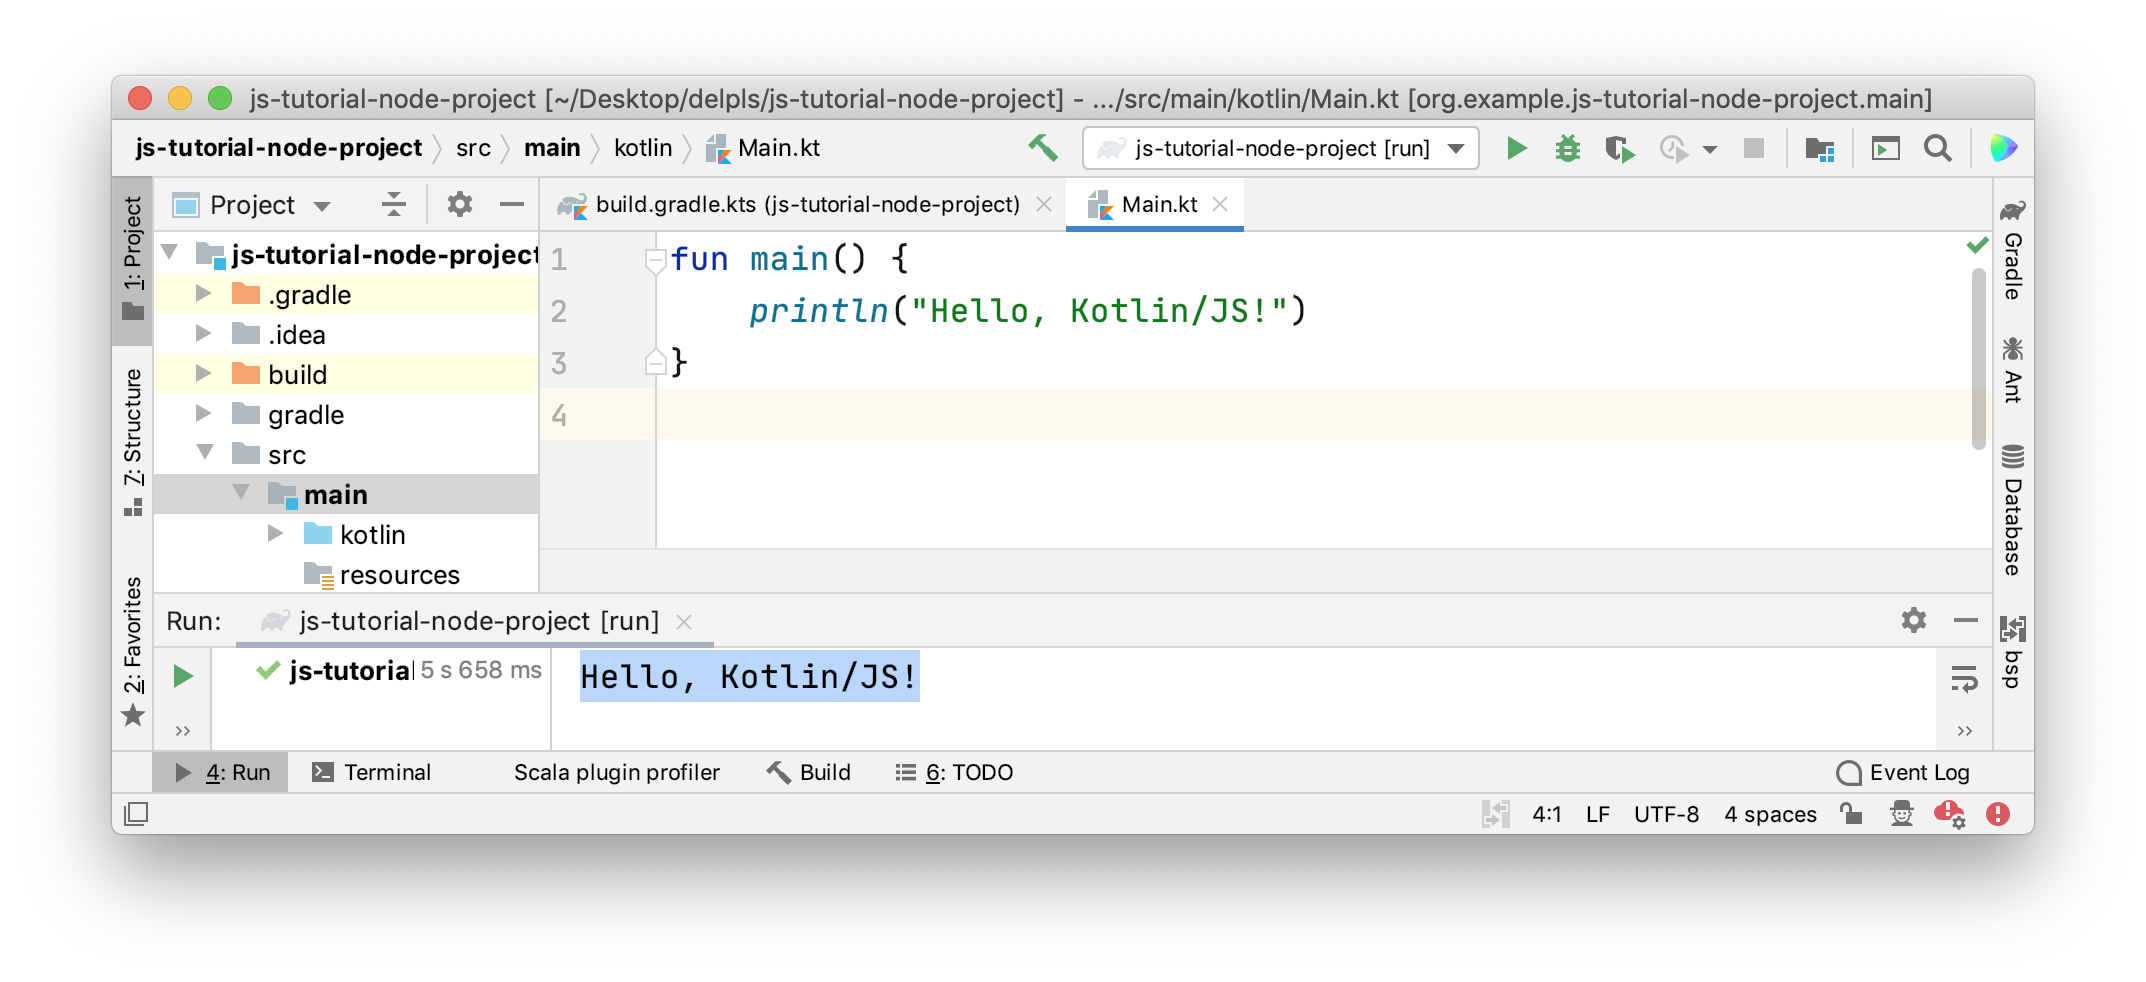 js-tutorial-node-project [~/Desktop/delpls/js-tutorial-node-project] - .../src/main/kotlin/Main.kt [org.example.js-tutorial-node-project.main]
js-tutorial-node-project src main kotlin Main.kt js-tutorial-node-project [run]
1: Project
7: Structure
2: Favorites
Project
js-tutorial-node-project
.gradle
.idea
build
gradle
src
main
kotlin
resources
build.gradle.kts (js-tutorial-node-project) Main.kt
1 fun main() {
2     println("Hello, Kotlin/JS!")
3 }
4
Gradle
Ant
Database
bsp
Run: js-tutorial-node-project [run]
js-tutorial 5 s 658 ms
Hello, Kotlin/JS!
4: Run Terminal Scala plugin profiler Build 6: TODO Event Log
4:1 LF UTF-8 4 spaces